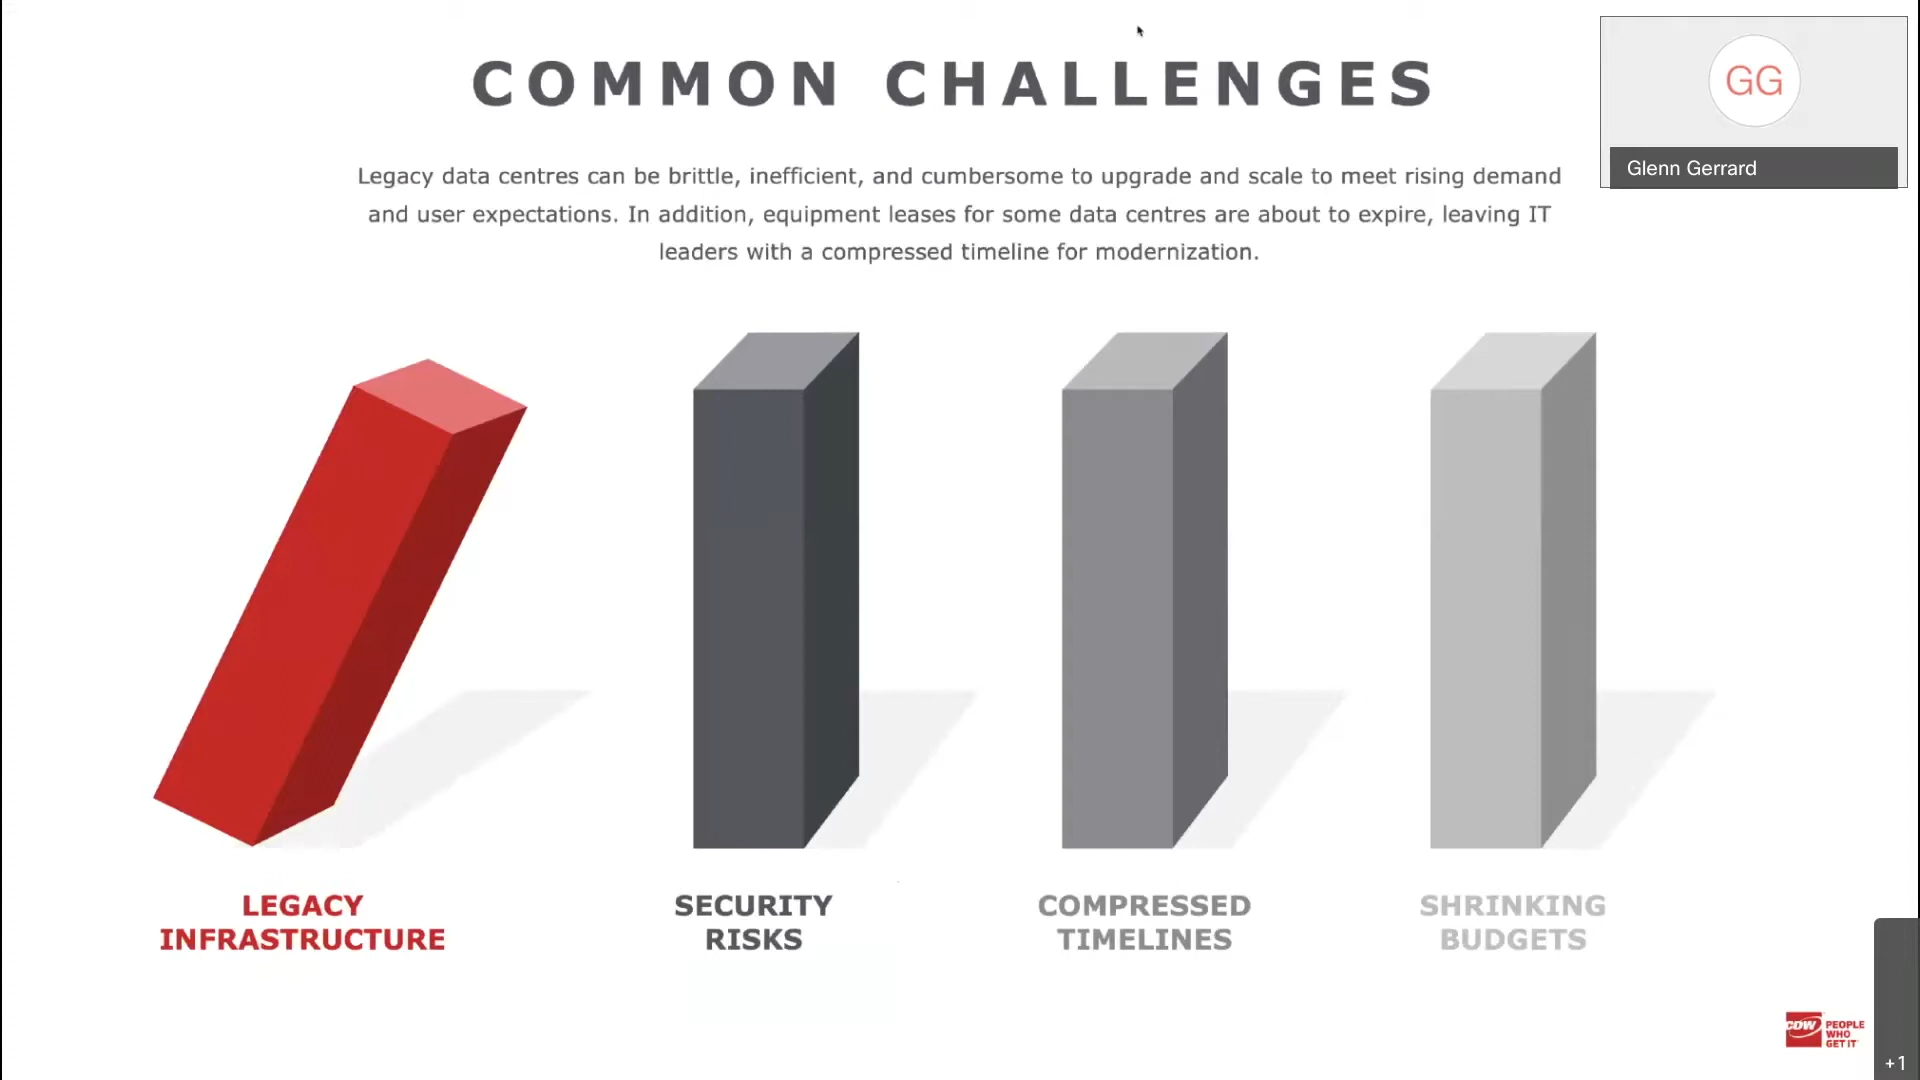 COMMON CHALLENGES
GG
Glenn Gerrard
Legacy data centres can be brittle, inefficient, and cumbersome to upgrade and scale to meet rising demand
and user expectations. In addition, equipment leases for some data centres are about to expire, leaving IT
leaders with a compressed timeline for modernization.
LEGACY
INFRASTRUCTURE
SECURITY
RISKS
COMPRESSED
TIMELINES
SHRINKING
BUDGETS
CDW
PEOPLE
WHO
GET IT
+1